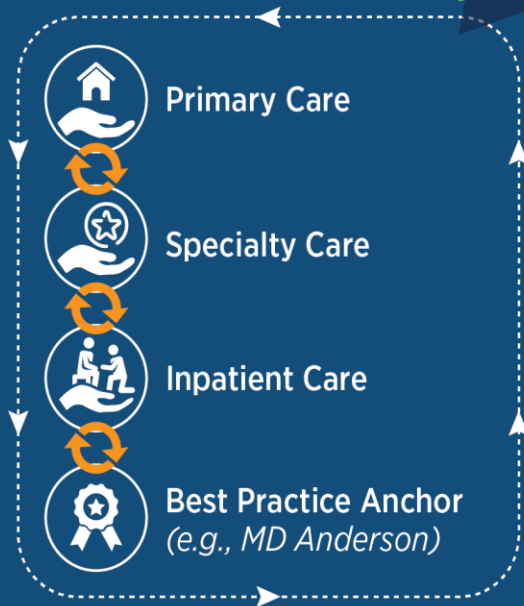 Primary Care
Specialty Care
Inpatient Care
Best Practice Anchor
(e.g., MD Anderson)